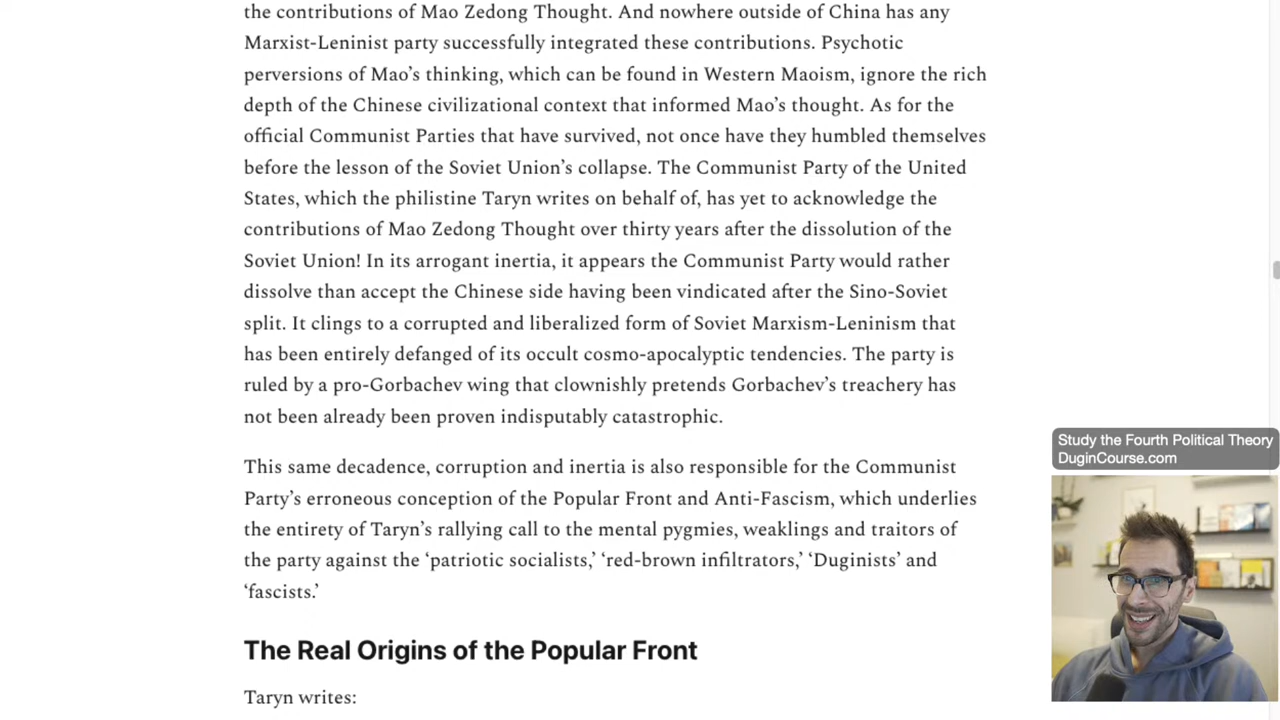 the contributions of Mao Zedong Thought. And nowhere outside of China has any
Marxist-Leninist party successfully integrated these contributions. Psychotic
perversions of Mao’s thinking, which can be found in Western Maoism, ignore the rich
depth of the Chinese civilizational context that informed Mao’s thought. As for the
official Communist Parties that have survived, not once have they humbled themselves
before the lesson of the Soviet Union’s collapse. The Communist Party of the United
States, which the philistine Taryn writes on behalf of, has yet to acknowledge the
contributions of Mao Zedong Thought over thirty years after the dissolution of the
Soviet Union! In its arrogant inertia, it appears the Communist Party would rather
dissolve than accept the Chinese side having been vindicated after the Sino-Soviet
split. It clings to a corrupted and liberalized form of Soviet Marxism-Leninism that
has been entirely defanged of its occult cosmo-apocalyptic tendencies. The party is
ruled by a pro-Gorbachev wing that clownishly pretends Gorbachev’s treachery has
not been already been proven indisputably catastrophic.
This same decadence, corruption and inertia is also responsible for the Communist
Party’s erroneous conception of the Popular Front and Anti-Fascism, which underlies
the entirety of Taryn’s rallying call to the mental pygmies, weaklings and traitors of
the party against the ‘patriotic socialists,’ ‘red-brown infiltrators,’ ‘Duginists’ and
‘fascists.’
The Real Origins of the Popular Front
Taryn writes:
Study the Fourth Political Theory
DuginCourse.com